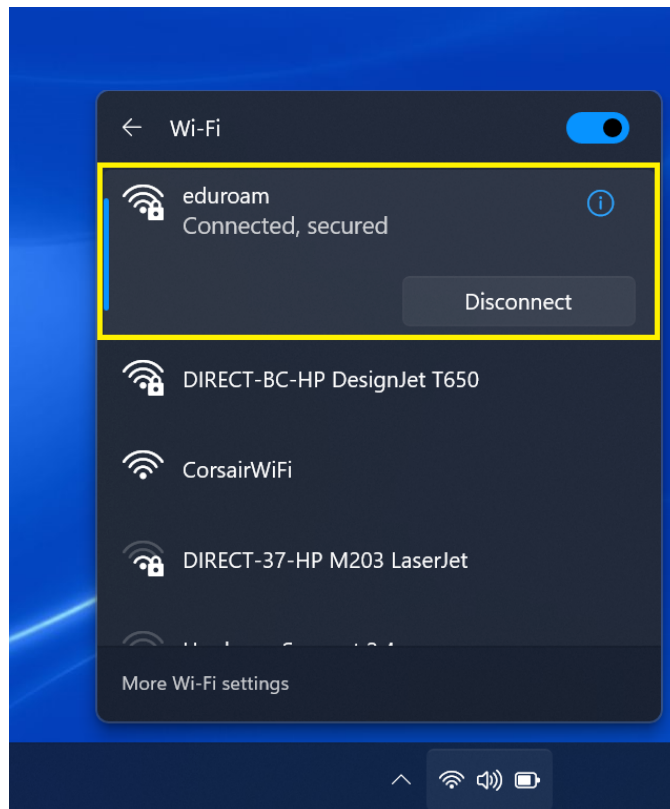 Wi-Fi
eduroam
Connected, secured
Disconnect
DIRECT-BC-HP DesignJet T650
CorsairWiFi
DIRECT-37-HP M203 LaserJet
More Wi-Fi settings